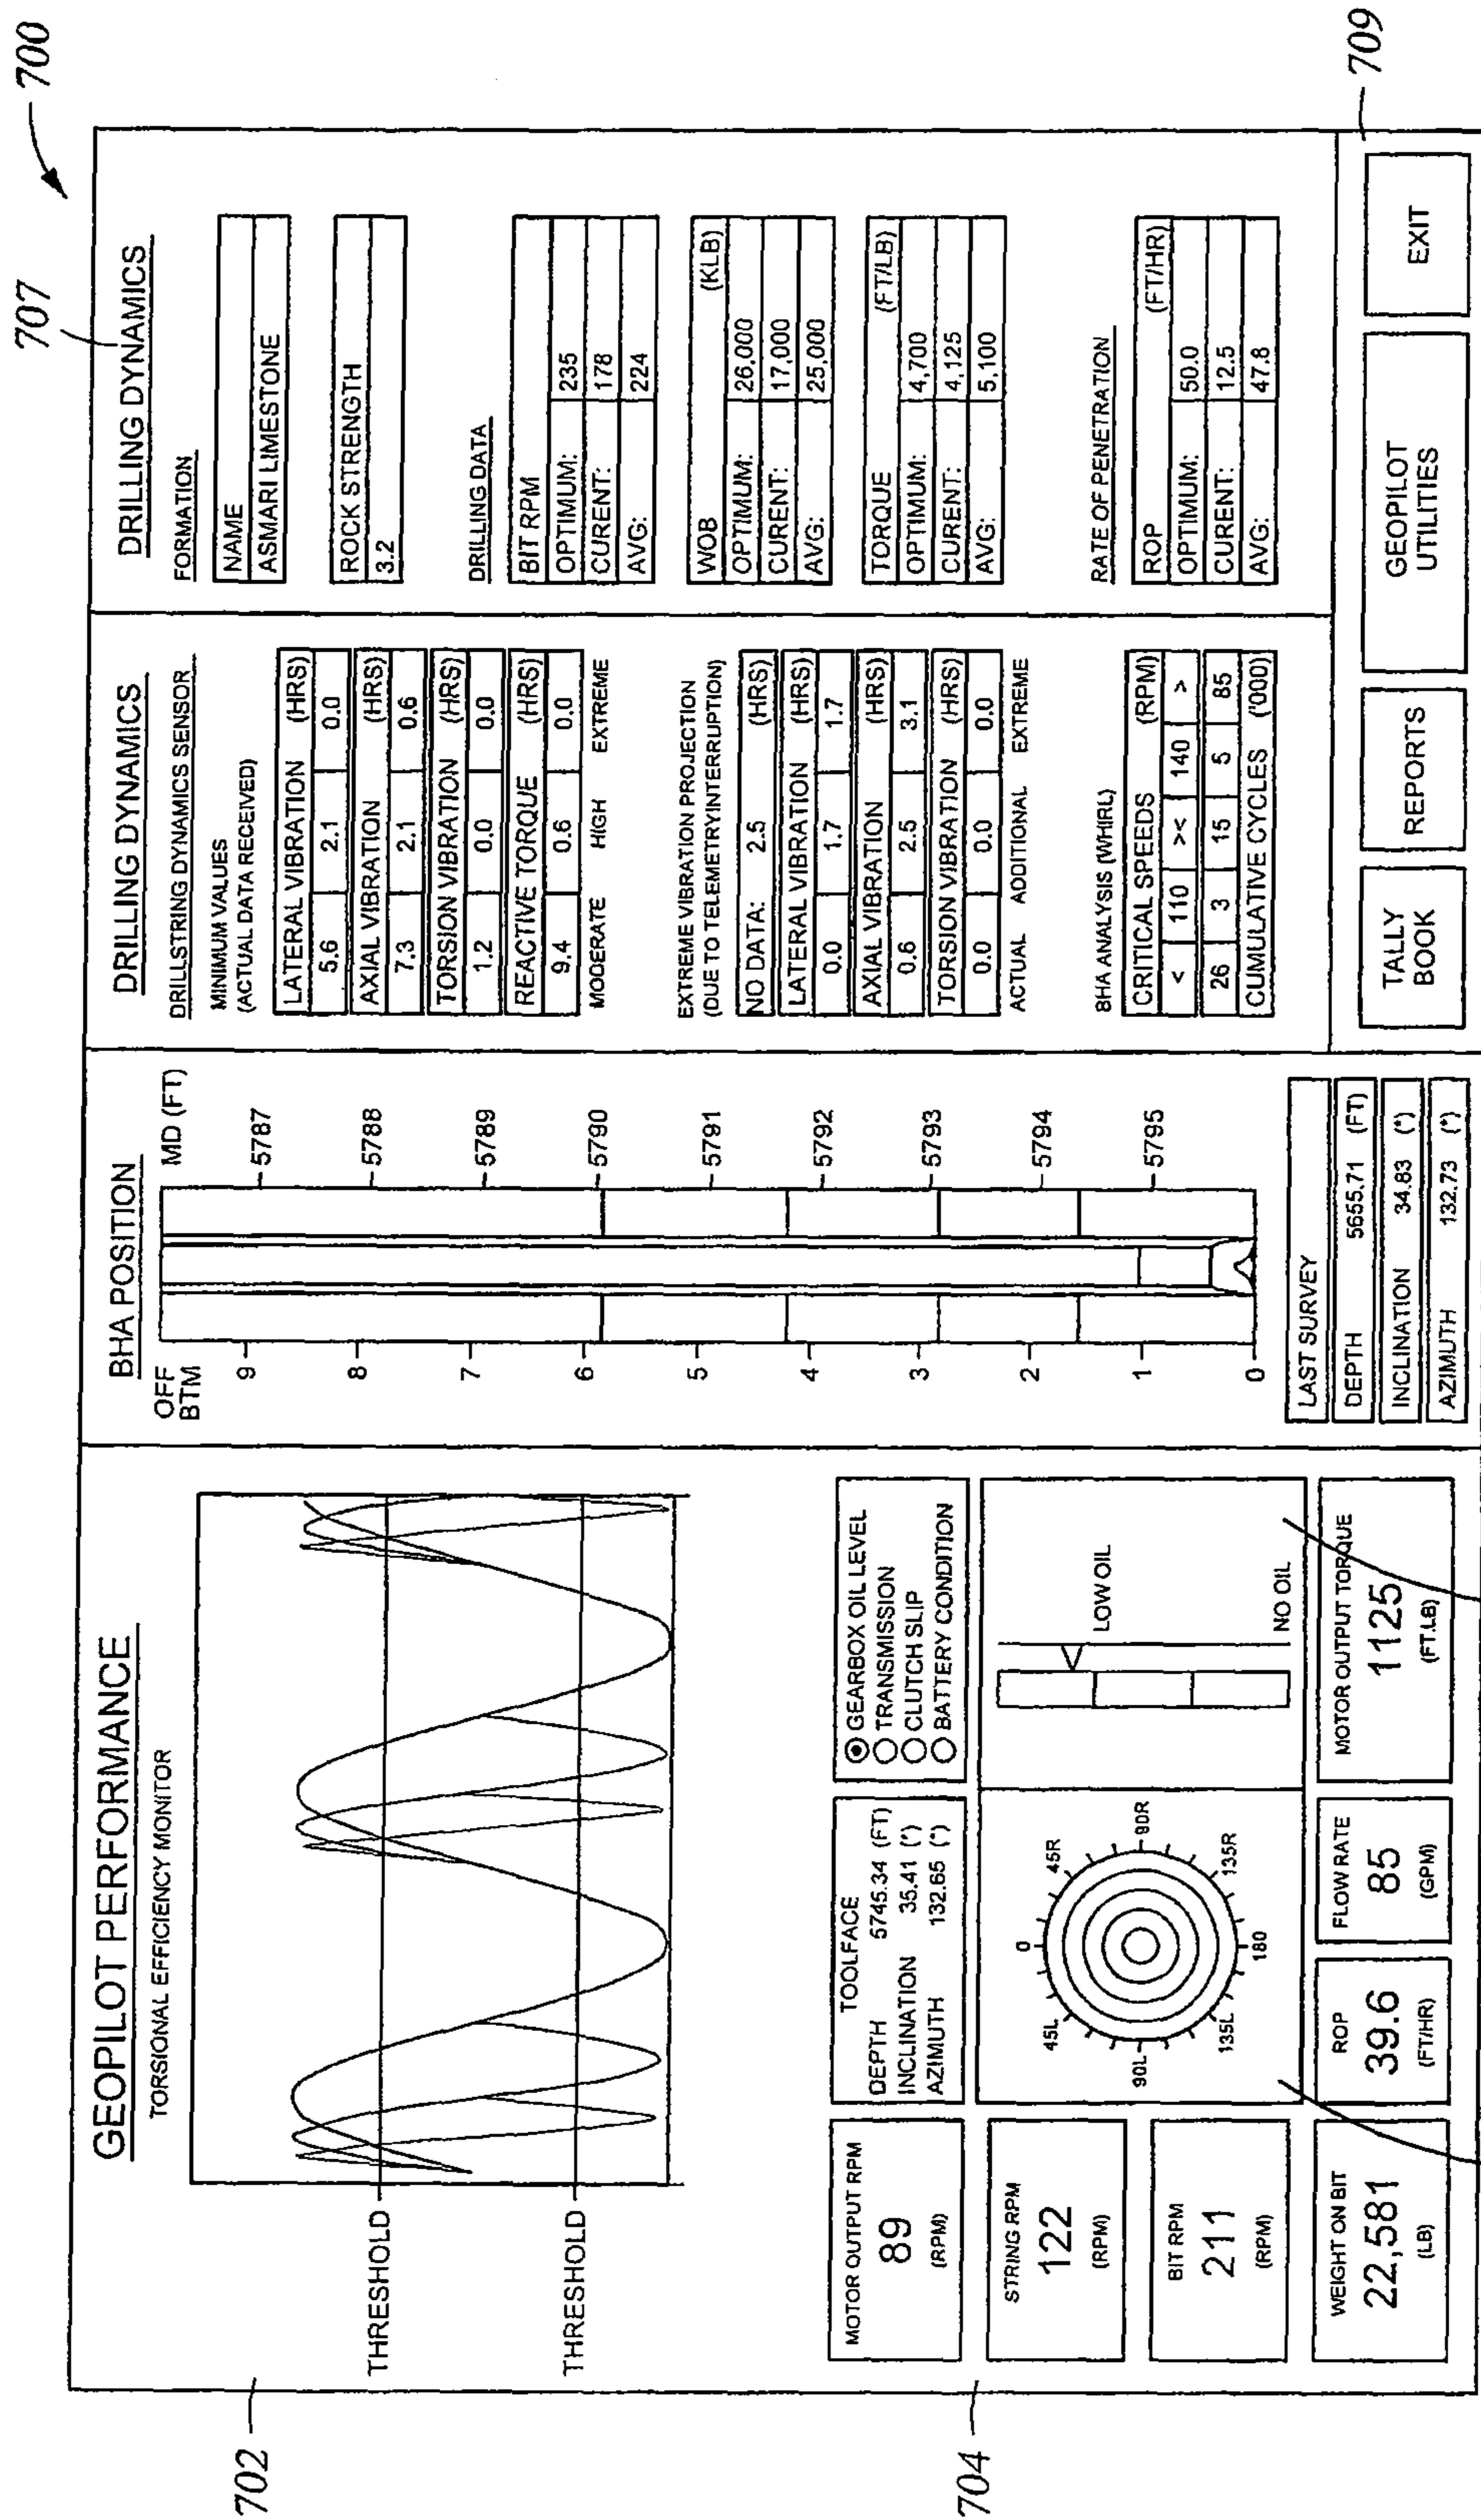 700
707
702
704
709
GEOPILOT PERFORMANCE
TORSIONAL EFFICIENCY MONITOR
THRESHOLD
THRESHOLD
MOTOR OUTPUT RPM
89
(RPM)
STRING RPM
122
(RPM)
BIT RPM
211
(RPM)
WEIGHT ON BIT
22,581
(LB)
TOOLFACE
DEPTH 5745.34 (FT)
INCLINATION 35.41 (°)
AZIMUTH 132.65 (°)
GEARBOX OIL LEVEL
TRANSMISSION
CLUTCH SLIP
BATTERY CONDITION
0
45L 45R
90L 90R
135L 135R
180
LOW OIL
NO OIL
ROP
39.6
(FT/HR)
FLOW RATE
85
(GPM)
MOTOR OUTPUT TORQUE
1125
(FT.LB)
BHA POSITION
OFF BTM
MD (FT)
9 5787
8 5788
7 5789
6 5790
5 5791
4 5792
3 5793
2 5794
1 5795
0
LAST SURVEY
DEPTH 5655.71 (FT)
INCLINATION 34.83 (°)
AZIMUTH 132.73 (°)
DRILLING DYNAMICS
DRILLSTRING DYNAMICS SENSOR
MINIMUM VALUES
(ACTUAL DATA RECEIVED)
LATERAL VIBRATION (HRS)
5.6 2.1 0.0
AXIAL VIBRATION (HRS)
7.3 2.1 0.6
TORSION VIBRATION (HRS)
1.2 0.0 0.0
REACTIVE TORQUE (HRS)
9.4 0.6 0.0
MODERATE HIGH EXTREME
EXTREME VIBRATION PROJECTION
(DUE TO TELEMETRYINTERRUPTION)
NO DATA: 2.5 (HRS)
LATERAL VIBRATION (HRS)
0.0 1.7 1.7
AXIAL VIBRATION (HRS)
0.6 2.5 3.1
TORSION VIBRATION (HRS)
0.0 0.0 0.0
ACTUAL ADDITIONAL EXTREME
BHA ANALYSIS (WHIRL)
CRITICAL SPEEDS (RPM)
< 110 >< 140 >
26 3 15 5 85
CUMULATIVE CYCLES ('000)
DRILLING DYNAMICS
FORMATION
NAME
ASMARI LIMESTONE
ROCK STRENGTH
3.2
DRILLING DATA
BIT RPM
OPTIMUM: 235
CURENT: 178
AVG: 224
WOB (KLB)
OPTIMUM: 26,000
CURENT: 17,000
AVG: 25,000
TORQUE (FT/LB)
OPTIMUM: 4,700
CURENT: 4,125
AVG: 5,100
RATE OF PENETRATION
ROP (FT/HR)
OPTIMUM: 50.0
CURENT: 12.5
AVG: 47.8
TALLY
BOOK
REPORTS
GEOPILOT
UTILITIES
EXIT